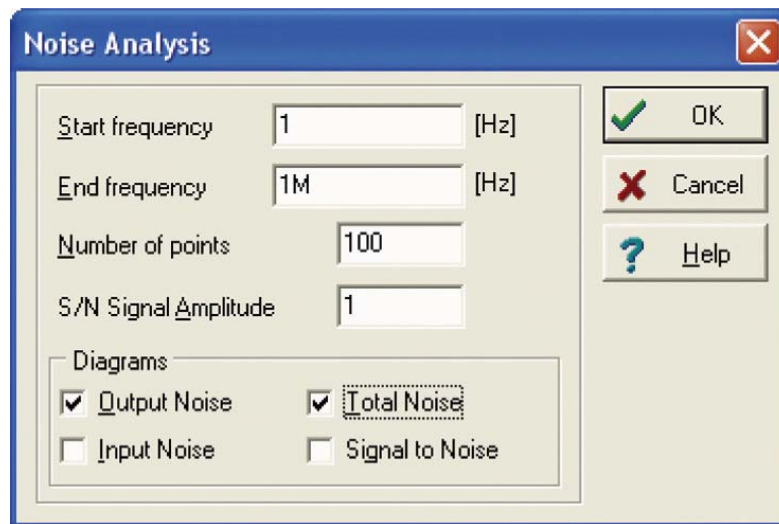 Noise Analysis
Start frequency 1 [Hz]
OK
End frequency 1M [Hz]
Cancel
Number of points 100
Help
S/N Signal Amplitude 1
Diagrams
Output Noise Total Noise
Input Noise Signal to Noise